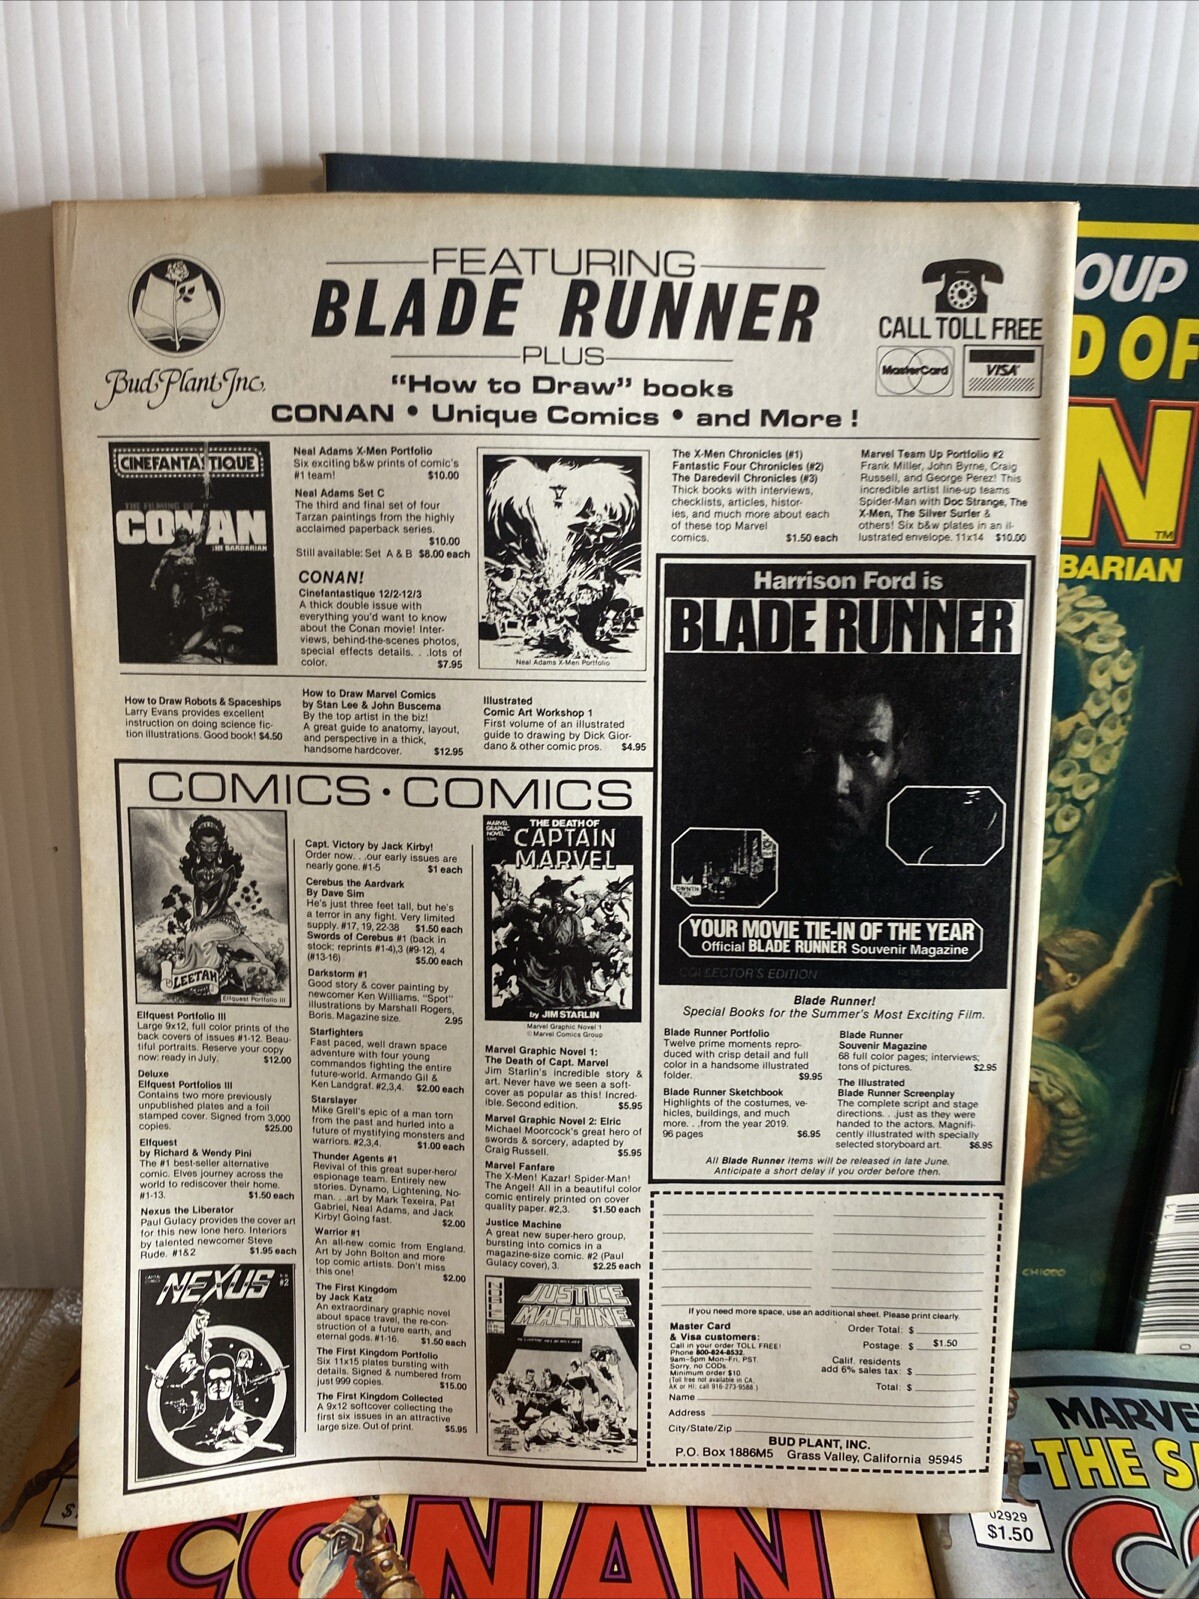 FEATURING
BLADE RUNNER
PLUS
"How to Draw" books
CONAN • Unique Comics • and More !
Bud Plant, Inc.
CALL TOLL FREE
MasterCard
VISA
CINEFANTASTIQUE
THE FILMING OF
CONAN
THE BARBARIAN
Neal Adams X-Men Portfolio
Six exciting b&w prints of comic's
#1 team! $10.00
Neal Adams Set C
The third and final set of four
Tarzan paintings from the highly
acclaimed paperback series.
$10.00
Still available: Set A & B $8.00 each
CONAN!
Cinefantastique 12/2-12/3
A thick double issue with
everything you'd want to know
about the Conan movie! Inter-
views, behind-the-scenes photos,
special effects details. . .lots of
color. $7.95
Neal Adams X-Men Portfolio
The X-Men Chronicles (#1)
Fantastic Four Chronicles (#2)
The Daredevil Chronicles (#3)
Thick books with interviews,
checklists, articles, histor-
ies, and much more about each
of these top Marvel
comics. $1.50 each
Marvel Team Up Portfolio #2
Frank Miller, John Byrne, Craig
Russell, and George Perez! This
incredible artist line-up teams
Spider-Man with Doc Strange, The
X-Men, The Silver Surfer &
others! Six b&w plates in an il-
lustrated envelope. 11x14 $10.00
How to Draw Robots & Spaceships
Larry Evans provides excellent
instruction on doing science fic-
tion illustrations. Good book! $4.50
How to Draw Marvel Comics
by Stan Lee & John Buscema
By the top artist in the biz!
A great guide to anatomy, layout,
and perspective in a thick,
handsome hardcover. $12.95
Illustrated
Comic Art Workshop 1
First volume of an illustrated
guide to drawing by Dick Gior-
dano & other comic pros. $4.95
Harrison Ford is
BLADE RUNNER
YOUR MOVIE TIE-IN OF THE YEAR
Official BLADE RUNNER Souvenir Magazine
COLLECTOR'S EDITION
Blade Runner!
Special Books for the Summer's Most Exciting Film.
Blade Runner Portfolio
Twelve prime moments repro-
duced with crisp detail and full
color in a handsome illustrated
folder. $9.95
Blade Runner Sketchbook
Highlights of the costumes, ve-
hicles, buildings, and much
more. . .from the year 2019.
96 pages $6.95
Blade Runner
Souvenir Magazine
68 full color pages; interviews;
tons of pictures. $2.95
The Illustrated
Blade Runner Screenplay
The complete script and stage
directions. . .just as they were
handed to the actors. Magnifi-
cently illustrated with specially
selected storyboard art. $6.95
All Blade Runner items will be released in late June.
Anticipate a short delay if you order before then.
COMICS • COMICS
LEETAH
Elfquest Portfolio III
Elfquest Portfolio III
Large 9x12, full color prints of the
back covers of issues #1-12. Beau-
tiful portraits. Reserve your copy
now: ready in July. $12.00
Deluxe
Elfquest Portfolios III
Contains two more previously
unpublished plates and a foil
stamped cover. Signed from 3,000
copies. $25.00
Elfquest
by Richard & Wendy Pini
The #1 best-seller alternative
comic. Elves journey across the
world to rediscover their home.
#1-13. $1.50 each
Nexus the Liberator
Paul Gulacy provides the cover art
for this new lone hero. Interiors
by talented newcomer Steve
Rude. #1&2 $1.95 each
NEXUS
#2
Capt. Victory by Jack Kirby!
Order now. . .our early issues are
nearly gone. #1-5 $1 each
Cerebus the Aardvark
By Dave Sim
He's just three feet tall, but he's
a terror in any fight. Very limited
supply. #17, 19, 22-38 $1.50 each
Swords of Cerebus #1 (back in
stock; reprints #1-4),3 (#9-12), 4
(#13-16) $5.00 each
Darkstorm #1
Good story & cover painting by
newcomer Ken Williams. "Spot"
illustrations by Marshall Rogers,
Boris. Magazine size. 2.95
Starfighters
Fast paced, well drawn space
adventure with four young
commandos fighting the entire
future-world. Armando Gil &
Ken Landgraf. #2,3,4. $2.00 each
Starslayer
Mike Grell's epic of a man torn
from the past and hurled into a
future of mystifying monsters and
warriors. #2,3,4. $1.00 each
Thunder Agents #1
Revival of this great super-hero/
espionage team. Entirely new
stories. Dynamo, Lightening, No-
man. . .art by Mark Texeira, Pat
Gabriel, Neal Adams, and Jack
Kirby! Going fast. $2.00
Warrior #1
An all-new comic from England.
Art by John Bolton and more
top comic artists. Don't miss
this one! $2.00
The First Kingdom
by Jack Katz
An extraordinary graphic novel
about space travel, the re-con-
struction of a future earth, and
eternal gods. #1-16. $1.50 each
The First Kingdom Portfolio
Six 11x15 plates bursting with
details. Signed & numbered from
just 999 copies. $15.00
The First Kingdom Collected
A 9x12 softcover collecting the
first six issues in an attractive
large size. Out of print. $5.95
MARVEL
GRAPHIC
NOVEL
THE DEATH OF
CAPTAIN
MARVEL
by JIM STARLIN
Marvel Graphic Novel 1
© Marvel Comics Group
Marvel Graphic Novel 1:
The Death of Capt. Marvel
Jim Starlin's incredible story &
art. Never have we seen a soft-
cover as popular as this! Incred-
ible. Second edition. $5.95
Marvel Graphic Novel 2: Elric
Michael Moorcock's great hero of
swords & sorcery, adapted by
Craig Russell. $5.95
Marvel Fanfare
The X-Men! Kazar! Spider-Man!
The Angel! All in a beautiful color
comic entirely printed on cover
quality paper. #2,3. $1.50 each
Justice Machine
A great new super-hero group,
bursting into comics in a
magazine-size comic. #2 (Paul
Gulacy cover), 3. $2.25 each
JUSTICE
MACHINE
If you need more space, use an additional sheet. Please print clearly.
Master Card
& Visa customers:
Call in your order TOLL FREE!
Phone 800-824-8532.
9am-5pm Mon-Fri, PST.
Sorry, no CODs.
Minimum order $10.
(Toll free not available in CA,
AK or HI: call 916-273-9588.)
Order Total: $
Postage: $ $1.50
Calif. residents
add 6% sales tax: $
Total: $
Name
Address
City/State/Zip
BUD PLANT, INC.
P.O. Box 1886M5 Grass Valley, California 95945
OUP
D OF
N
TM
BARIAN
CHIODO
MARVE
THE S
02929
$1.50
CONAN